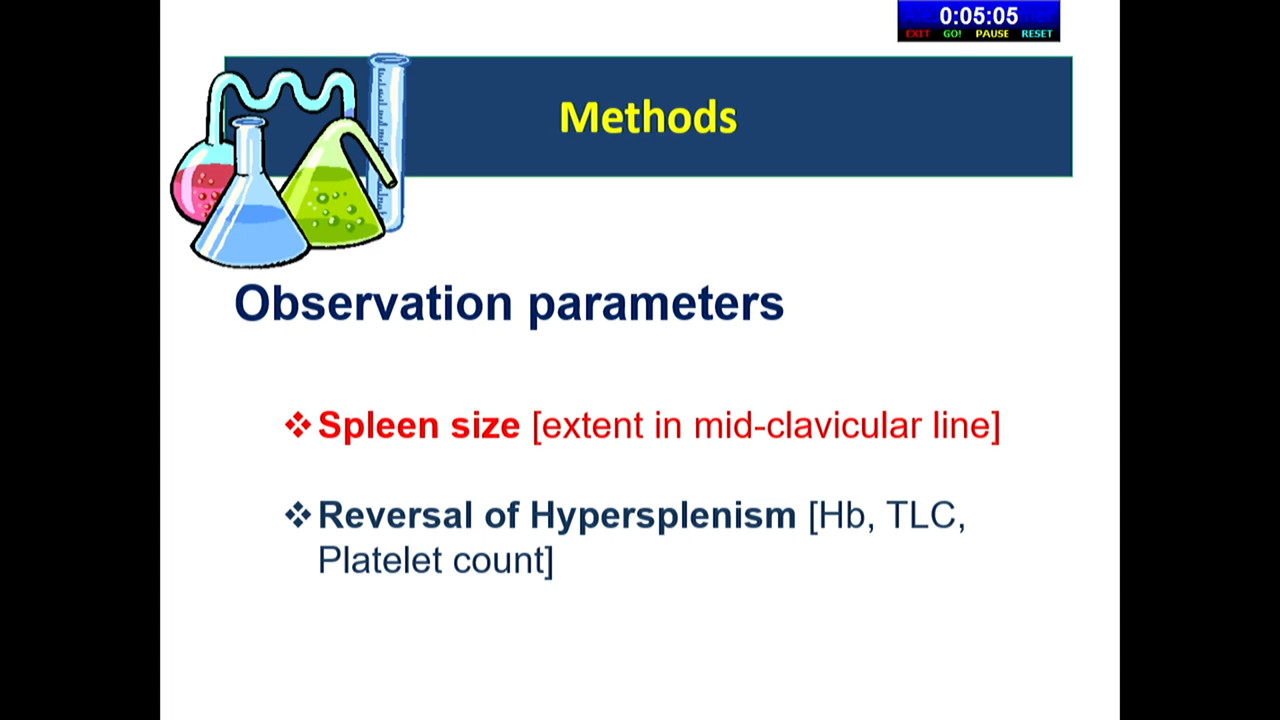 0:05:05
EXIT GO! PAUSE RESET
Methods
Observation parameters
❖ Spleen size [extent in mid-clavicular line]
❖ Reversal of Hypersplenism [Hb, TLC,
Platelet count]